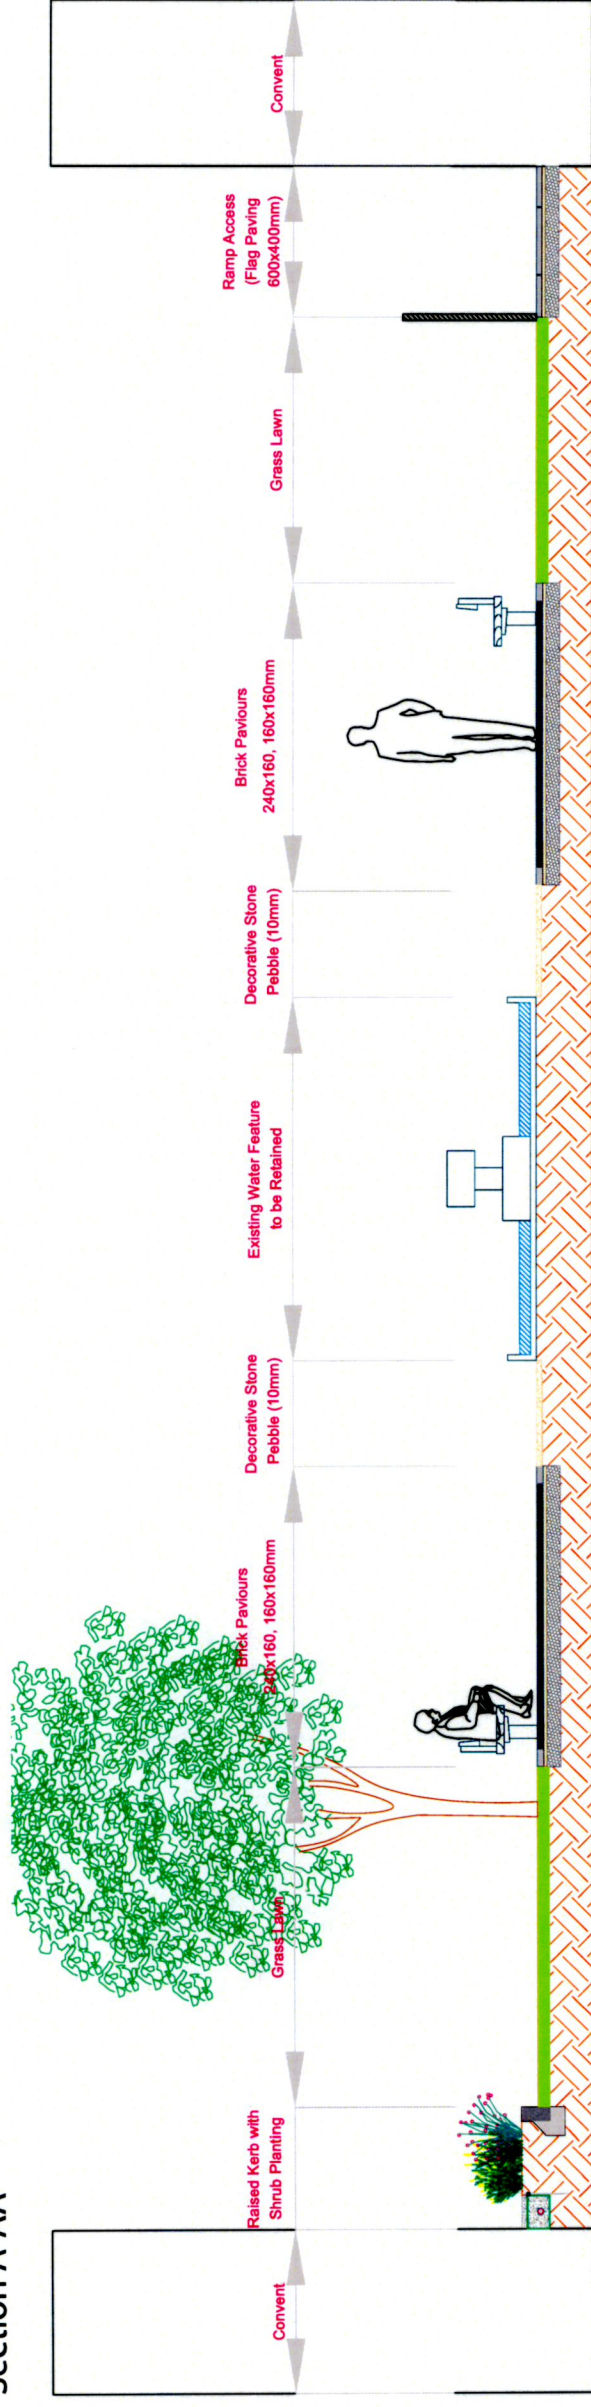 Section A-AA
Convent
Raised Kerb with
Shrub Planting
Grass Lawn
Brick Paviours
240x160, 160x160mm
Decorative Stone
Pebble (10mm)
Existing Water Feature
to be Retained
Decorative Stone
Pebble (10mm)
Brick Paviours
240x160, 160x160mm
Grass Lawn
Ramp Access
(Flag Paving
600x400mm)
Convent